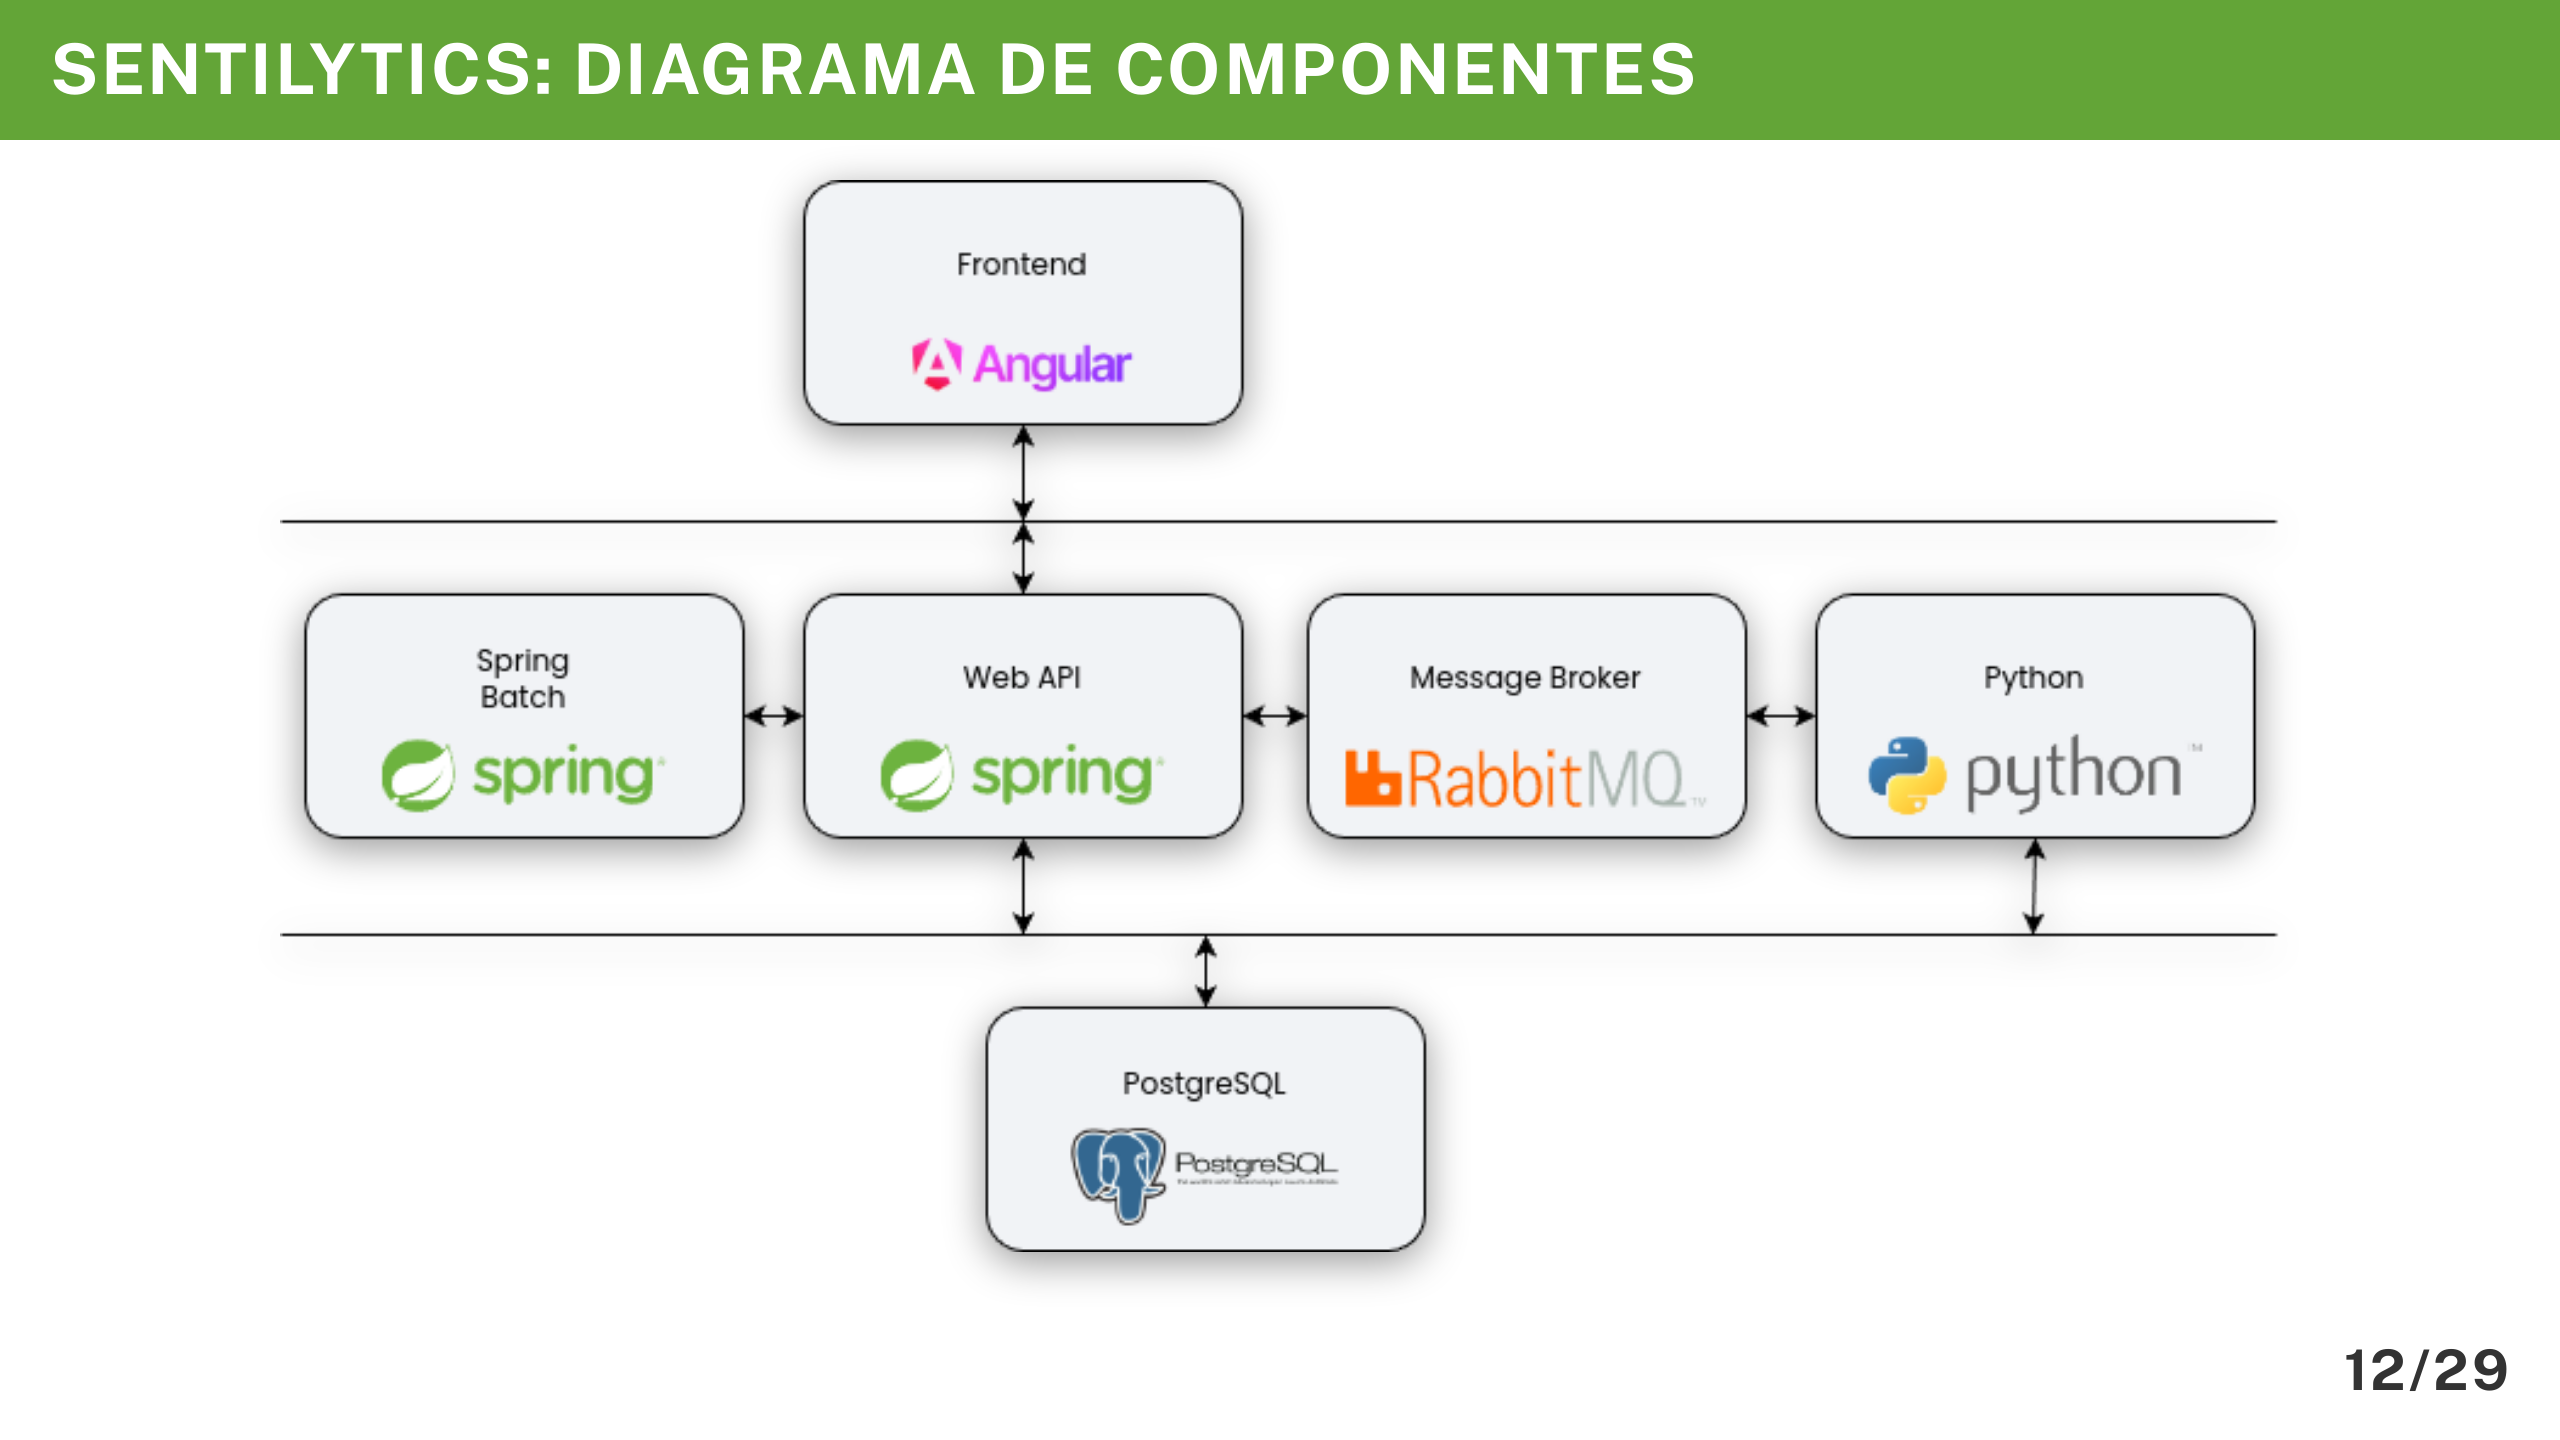 SENTILYTICS: DIAGRAMA DE COMPONENTES
Frontend
Angular
Spring
Batch
spring
Web API
spring
Message Broker
RabbitMQ
Python
python
PostgreSQL
PostgreSQL
12/29